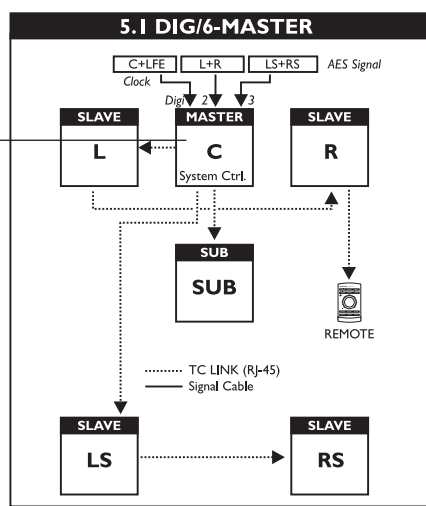 5.1 DIG/6-MASTER
C+LFE L+R LS+RS AES Signal
Clock
Digi 2 3
SLAVE MASTER SLAVE
L C R
System Ctrl.
SUB
SUB
REMOTE
TC LINK (RJ-45)
Signal Cable
SLAVE SLAVE
LS RS